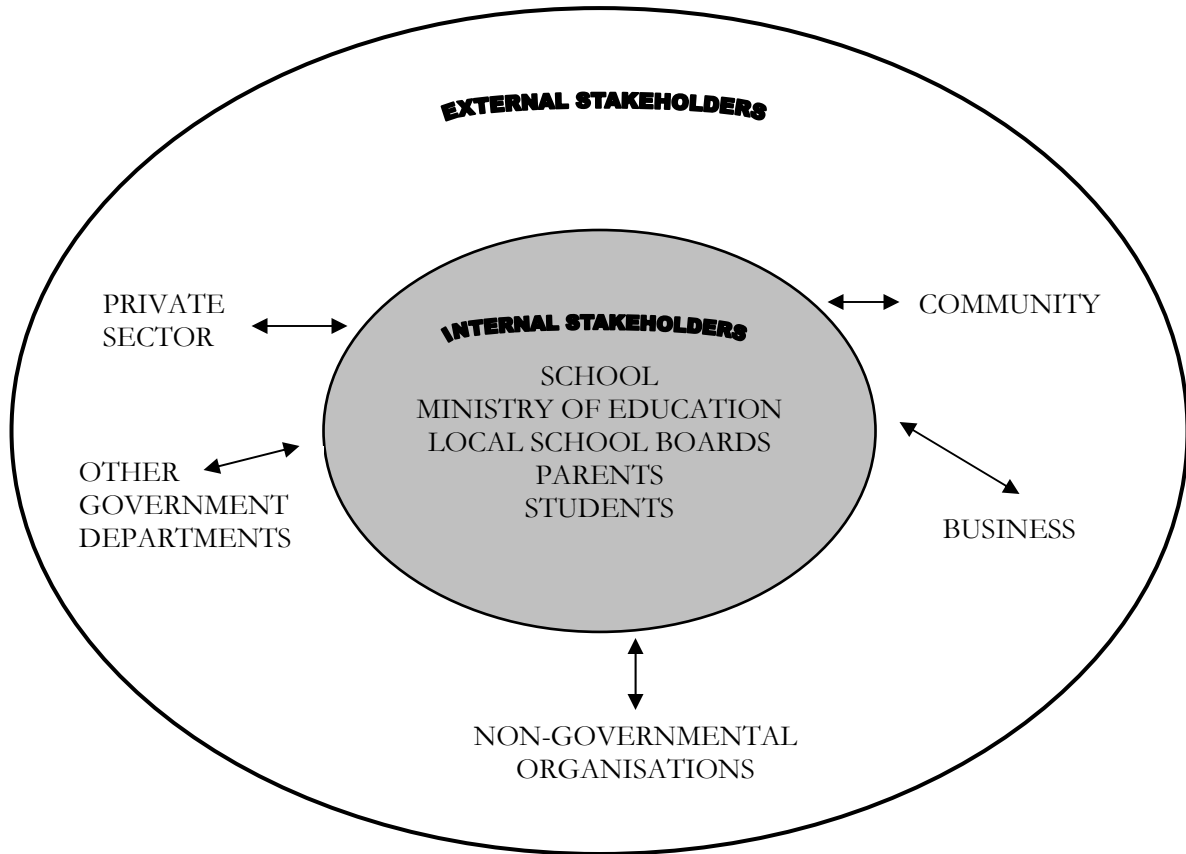 EXTERNAL STAKEHOLDERS
PRIVATE
SECTOR
COMMUNITY
INTERNAL STAKEHOLDERS
SCHOOL
MINISTRY OF EDUCATION
LOCAL SCHOOL BOARDS
PARENTS
STUDENTS
OTHER
GOVERNMENT
DEPARTMENTS
BUSINESS
NON-GOVERNMENTAL
ORGANISATIONS